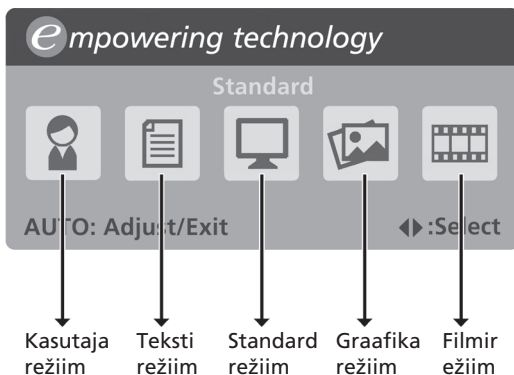 empowering technology
Standard
AUTO: Adjust/Exit
:Select
Kasutaja režiim
Teksti režiim
Standard režiim
Graafika režiim
Filmir ežiim